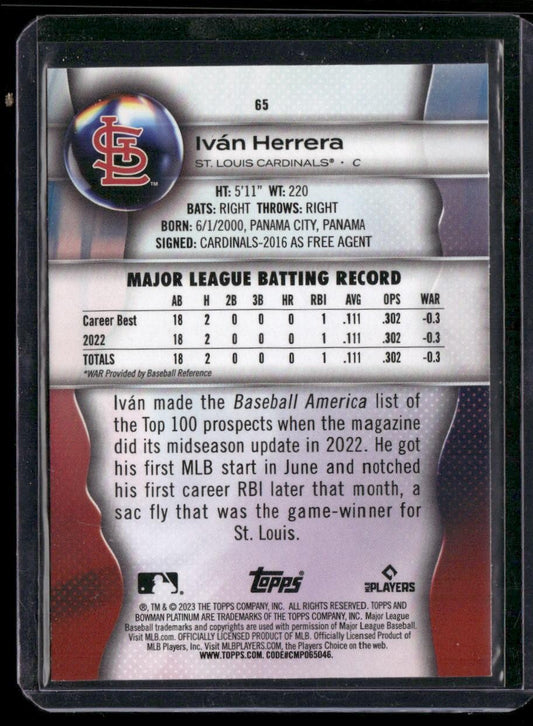 65
Iván Herrera
ST. LOUIS CARDINALS® · C
STL™
HT: 5'11" WT: 220
BATS: RIGHT THROWS: RIGHT
BORN: 6/1/2000, PANAMA CITY, PANAMA
SIGNED: CARDINALS-2016 AS FREE AGENT
MAJOR LEAGUE BATTING RECORD
AB H 2B 3B HR RBI AVG OPS WAR
Career Best 18 2 0 0 0 1 .111 .302 -0.3
2022 18 2 0 0 0 1 .111 .302 -0.3
TOTALS 18 2 0 0 0 1 .111 .302 -0.3
*WAR Provided by Baseball Reference
Iván made the Baseball America list of
the Top 100 prospects when the magazine
did its midseason update in 2022. He got
his first MLB start in June and notched
his first career RBI later that month, a
sac fly that was the game-winner for
St. Louis.
Topps®
MLB PLAYERS
®, TM & © 2023 THE TOPPS COMPANY, INC. ALL RIGHTS RESERVED. TOPPS AND
BOWMAN PLATINUM ARE TRADEMARKS OF THE TOPPS COMPANY, INC. Major League
Baseball trademarks and copyrights are used with permission of Major League Baseball.
Visit MLB.com. OFFICIALLY LICENSED PRODUCT OF MLB. Officially Licensed Product of
MLB Players, Inc. Visit MLBPLAYERS.COM, the Players Choice on the web.
WWW.TOPPS.COM. CODE#CMP065046.